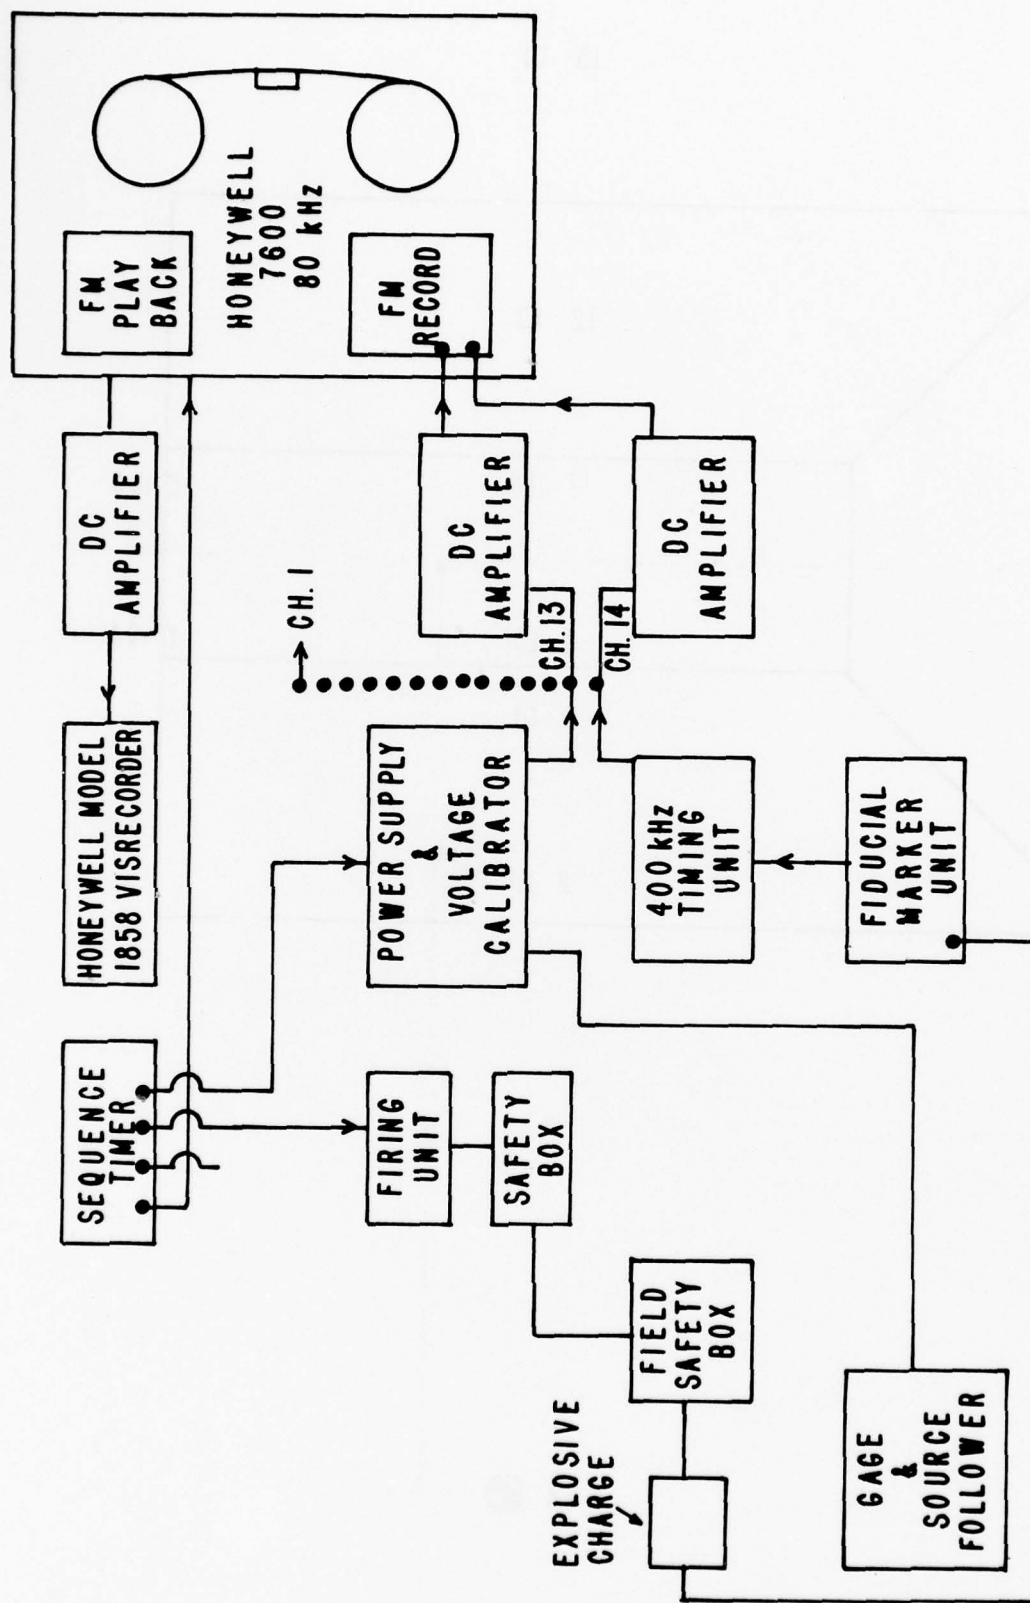 SEQUENCE
TIMER
HONEYWELL MODEL
1858 VISRECORDER
DC
AMPLIFIER
FM
PLAY
BACK
HONEYWELL
7600
80 kHz
FM
RECORD
FIRING
UNIT
SAFETY
BOX
POWER SUPPLY
&
VOLTAGE
CALIBRATOR
CH. 1
DC
AMPLIFIER
CH. 13
CH. 14
DC
AMPLIFIER
400 kHz
TIMING
UNIT
FIDUCIAL
MARKER
UNIT
EXPLOSIVE
CHARGE
FIELD
SAFETY
BOX
GAGE
&
SOURCE
FOLLOWER